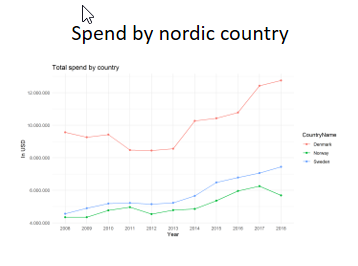 Spend by nordic country
Total spend by country
12.000.000
10.000.000
8.000.000
6.000.000
4.000.000
In USD
2008 2009 2010 2011 2012 2013 2014 2015 2016 2017 2018
Year
CountryName
Denmark
Norway
Sweden